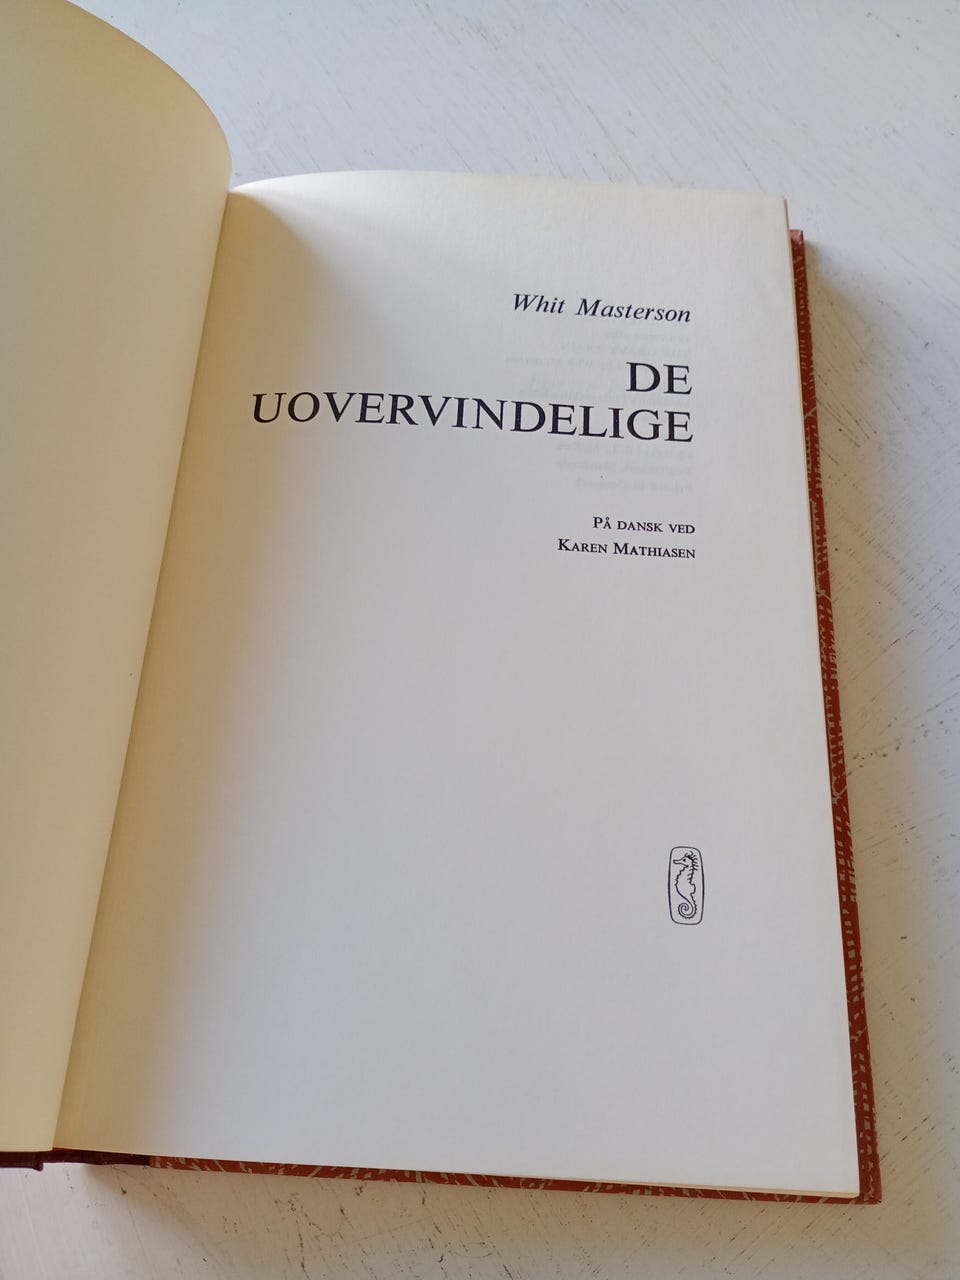 Whit Masterson
DE
UOVERVINDELIGE
PÅ DANSK VED
KAREN MATHIASEN